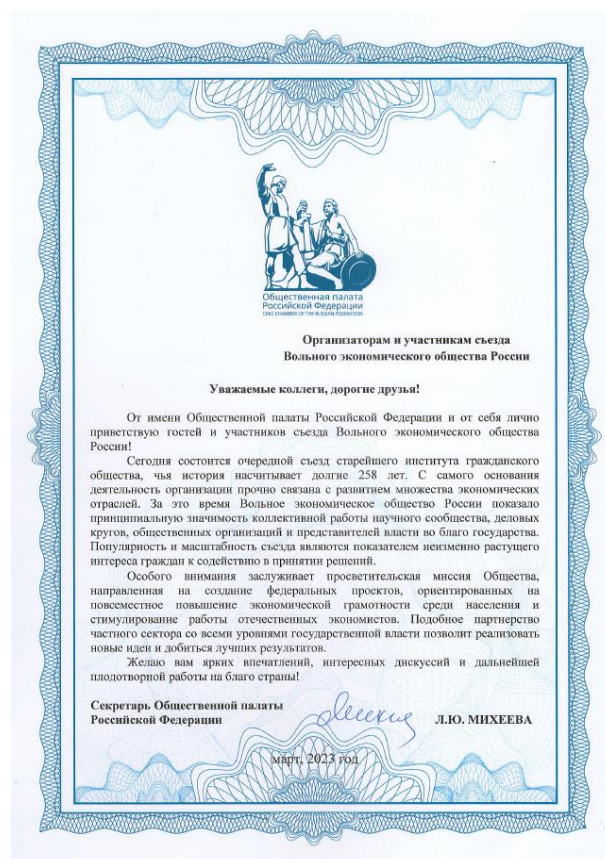 Общественная палата
Российской Федерации
CIVIC CHAMBER OF THE RUSSIAN FEDERATION
Организаторам и участникам съезда
Вольного экономического общества России
Уважаемые коллеги, дорогие друзья!
От имени Общественной палаты Российской Федерации и от себя лично
приветствую гостей и участников съезда Вольного экономического общества
России!
Сегодня состоится очередной съезд старейшего института гражданского
общества, чья история насчитывает долгие 258 лет. С самого основания
деятельность организации прочно связана с развитием множества экономических
отраслей. За это время Вольное экономическое общество России показало
принципиальную значимость коллективной работы научного сообщества, деловых
кругов, общественных организаций и представителей власти во благо государства.
Популярность и масштабность съезда являются показателем неизменно растущего
интереса граждан к содействию в принятии решений.
Особого внимания заслуживает просветительская миссия Общества,
направленная на создание федеральных проектов, ориентированных на
повсеместное повышение экономической грамотности среди населения и
стимулирование работы отечественных экономистов. Подобное партнерство
частного сектора со всеми уровнями государственной власти позволит реализовать
новые идеи и добиться лучших результатов.
Желаю вам ярких впечатлений, интересных дискуссий и дальнейшей
плодотворной работы на благо страны!
Секретарь Общественной палаты
Российской Федерации Л.Ю. МИХЕЕВА
март, 2023 год